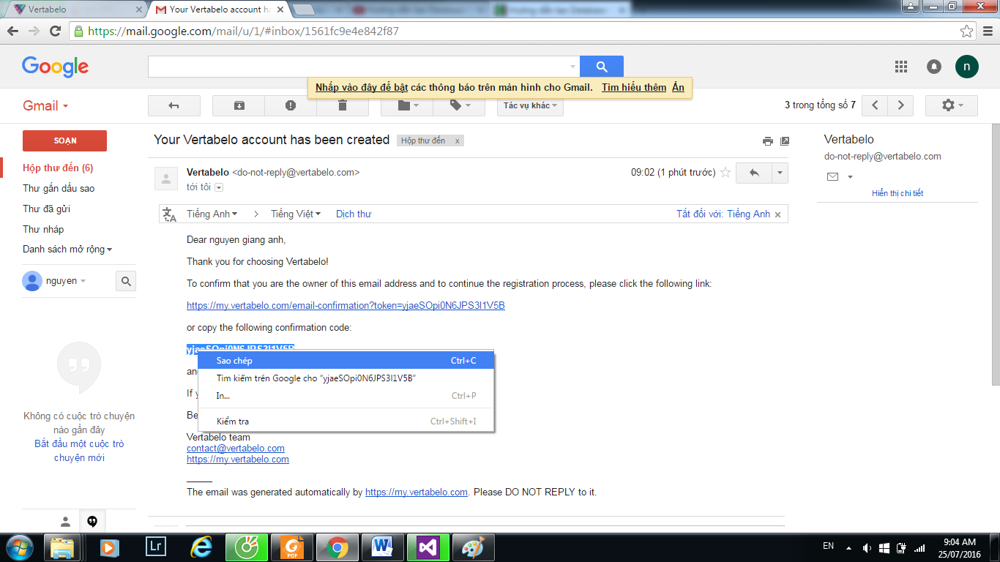 Vertabelo
Your Vertabelo account ha
https://mail.google.com/mail/u/1/#inbox/1561fc9e4e842f87
Google
n
Nhấp vào đây để bật các thông báo trên màn hình cho Gmail. Tìm hiểu thêm Ẩn
Gmail
Tác vụ khác
3 trong tổng số 7
SOẠN
Hộp thư đến (6)
Thư gắn dấu sao
Thư đã gửi
Thư nháp
Danh sách mở rộng
nguyen
Không có cuộc trò chuyện
nào gần đây
Bắt đầu một cuộc trò
chuyện mới
Your Vertabelo account has been created Hộp thư đến x
Vertabelo <do-not-reply@vertabelo.com> 09:02 (1 phút trước)
tới tôi
Tiếng Anh > Tiếng Việt Dịch thư Tắt đối với: Tiếng Anh x
Dear nguyen giang anh,
Thank you for choosing Vertabelo!
To confirm that you are the owner of this email address and to continue the registration process, please click the following link:
https://my.vertabelo.com/email-confirmation?token=yjaeSOpi0N6JPS3l1V5B
or copy the following confirmation code:
yjaeSOpi0N6JPS3l1V5B
Sao chép Ctrl+C
Tìm kiếm trên Google cho “yjaeSOpi0N6JPS3l1V5B”
In... Ctrl+P
Kiểm tra Ctrl+Shift+I
Vertabelo team
contact@vertabelo.com
https://my.vertabelo.com
The email was generated automatically by https://my.vertabelo.com. Please DO NOT REPLY to it.
Vertabelo
do-not-reply@vertabelo.com
Hiển thị chi tiết
Lr
PDF
W
EN
9:04 AM
25/07/2016